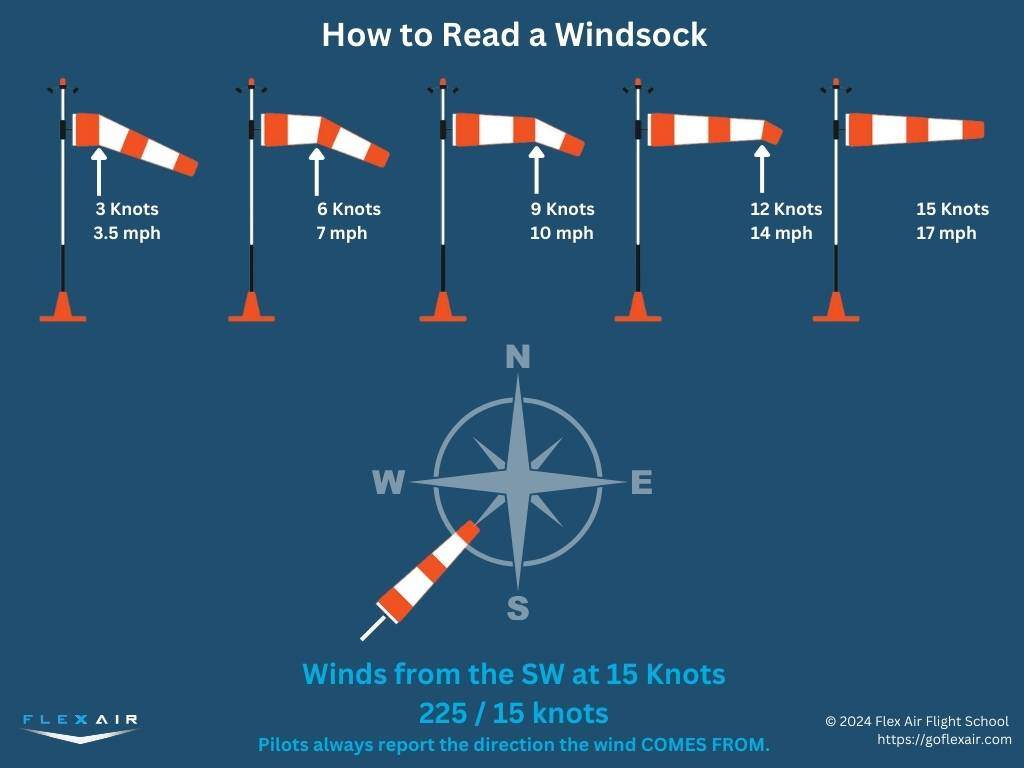 How to Read a Windsock
3 Knots
3.5 mph
6 Knots
7 mph
9 Knots
10 mph
12 Knots
14 mph
15 Knots
17 mph
N
W
E
S
Winds from the SW at 15 Knots
225 / 15 knots
Pilots always report the direction the wind COMES FROM.
FLEX AIR
© 2024 Flex Air Flight School
https://goflexair.com